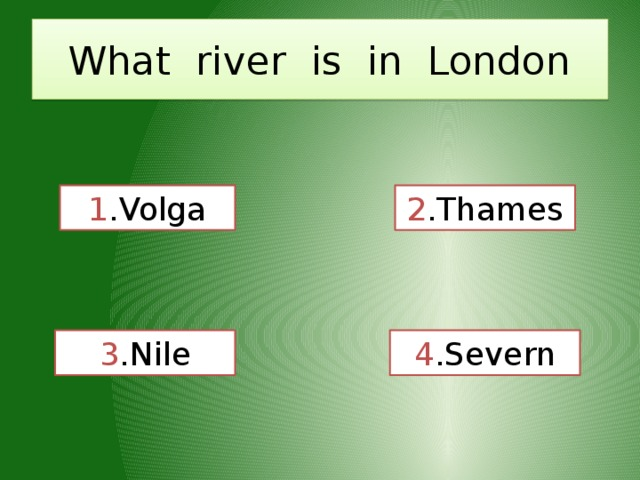 What river is in London
1.Volga
2.Thames
3.Nile
4.Severn